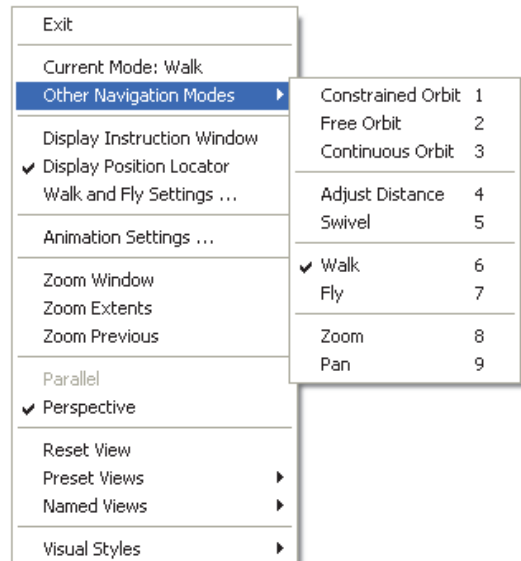 Exit
Current Mode: Walk
Other Navigation Modes
Display Instruction Window
Display Position Locator
Walk and Fly Settings ...
Animation Settings ...
Zoom Window
Zoom Extents
Zoom Previous
Parallel
Perspective
Reset View
Preset Views
Named Views
Visual Styles
Constrained Orbit 1
Free Orbit 2
Continuous Orbit 3
Adjust Distance 4
Swivel 5
Walk 6
Fly 7
Zoom 8
Pan 9